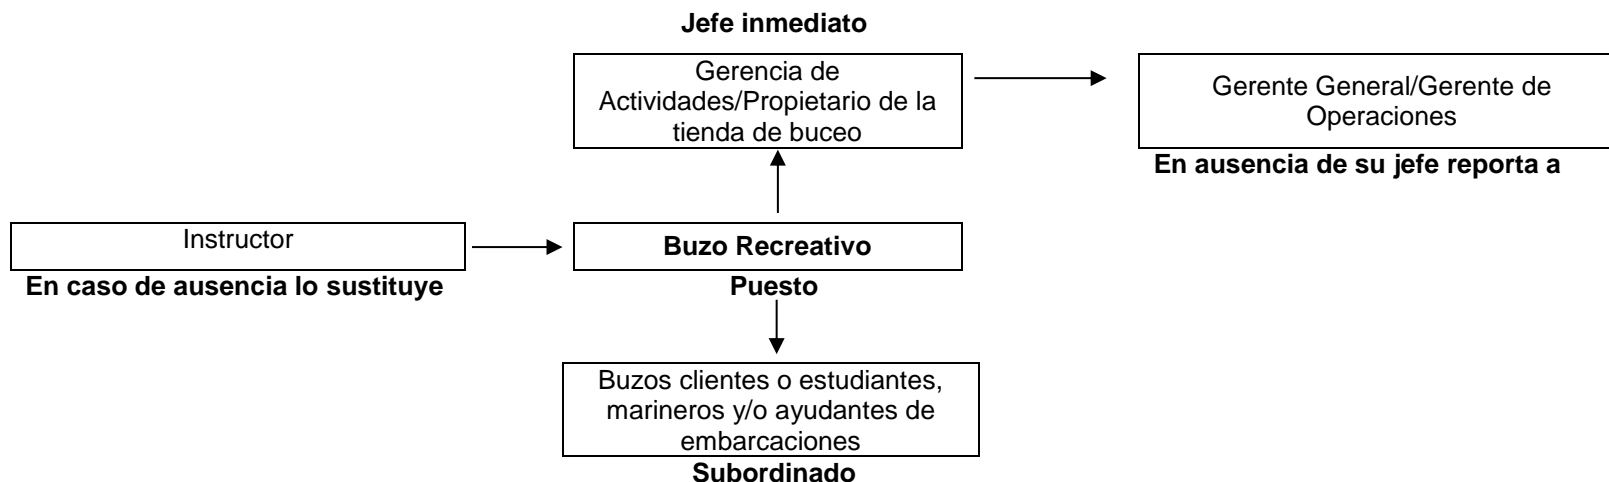 Jefe inmediato
Gerencia de
Actividades/Propietario de la
tienda de buceo
Gerente General/Gerente de
Operaciones
En ausencia de su jefe reporta a
Instructor
En caso de ausencia lo sustituye
Buzo Recreativo
Puesto
Buzos clientes o estudiantes,
marineros y/o ayudantes de
embarcaciones
Subordinado